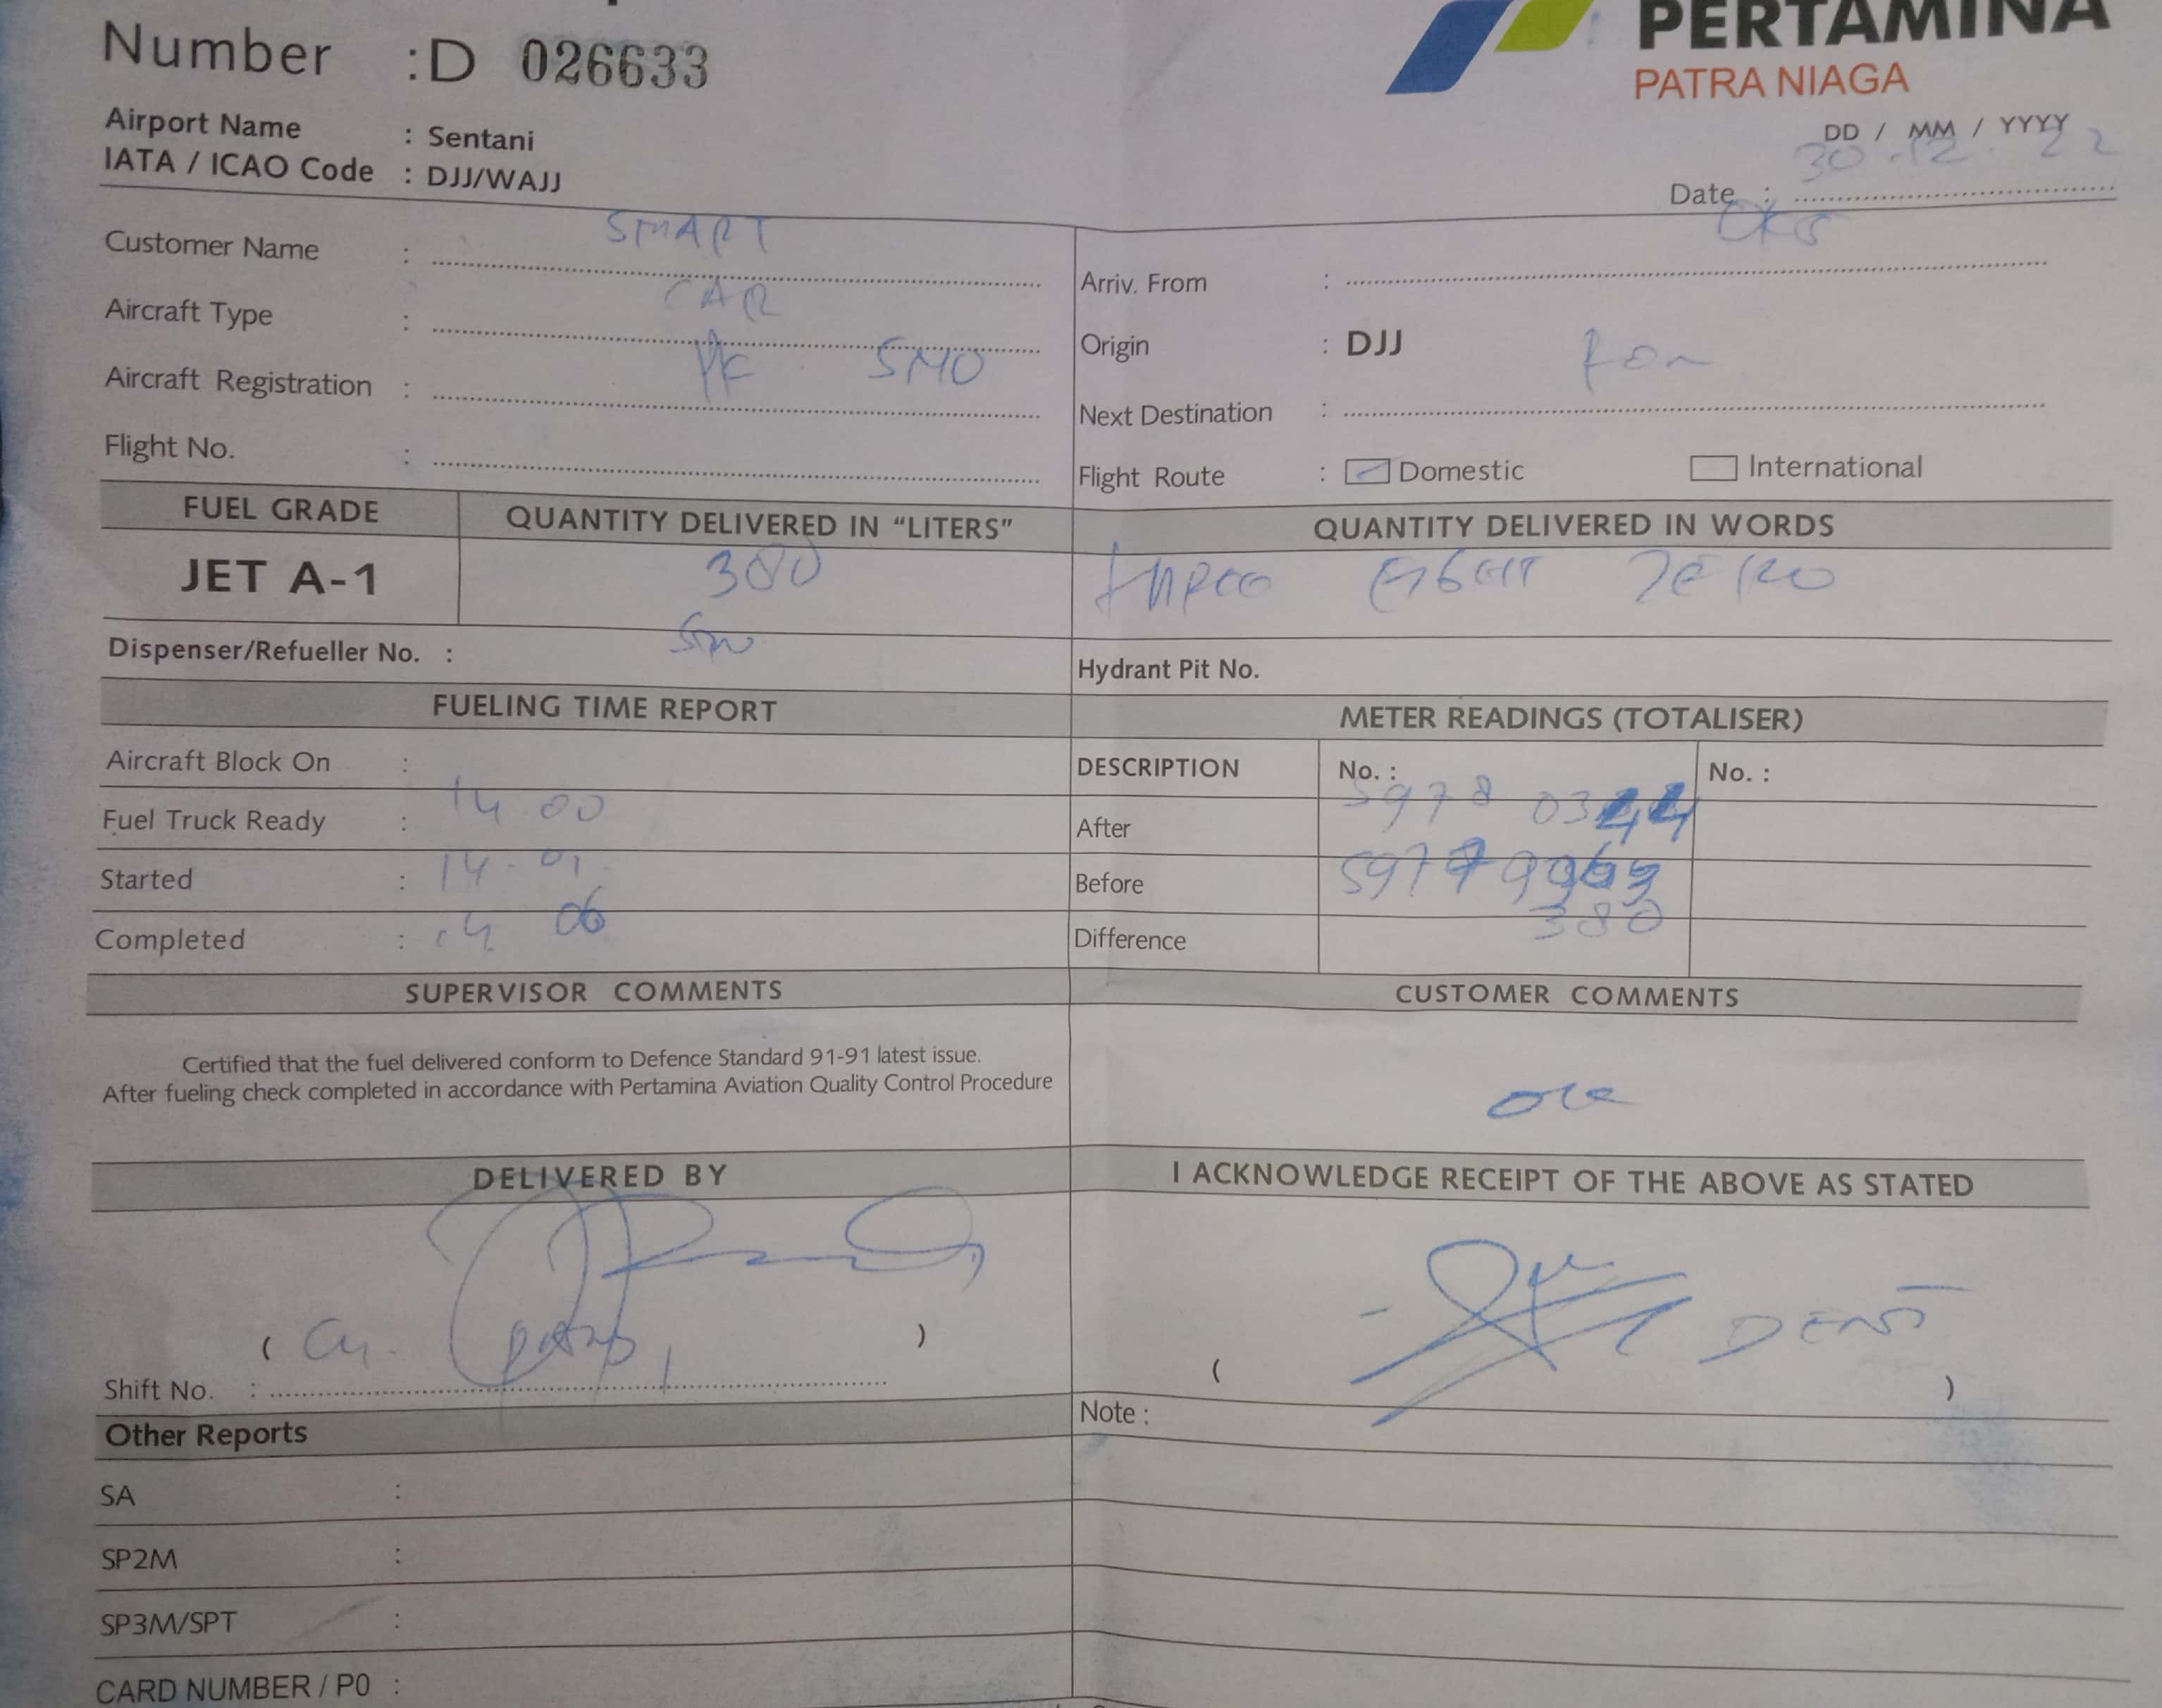 PERTAMINA
PATRA NIAGA
Number : D 026633
Airport Name : Sentani
IATA / ICAO Code : DJJ/WAJJ
DD / MM / YYYY
Date : 30.12.22
Customer Name : SMART
Aircraft Type : CAR
Aircraft Registration : PK . SMO
Flight No. :
Arriv. From : OKS
Origin : DJJ
Next Destination :
Flight Route : Domestic International
FUEL GRADE QUANTITY DELIVERED IN “LITERS” QUANTITY DELIVERED IN WORDS
JET A-1 380 THREE EIGHT ZERO
Dispenser/Refueller No. :
Hydrant Pit No.
FUELING TIME REPORT
Aircraft Block On :
Fuel Truck Ready : 14 00
Started : 14 . 01
Completed : 14 06
METER READINGS (TOTALISER)
DESCRIPTION No. : No. :
After 5978 0344
Before
Difference 380
SUPERVISOR COMMENTS
Certified that the fuel delivered conform to Defence Standard 91-91 latest issue.
After fueling check completed in accordance with Pertamina Aviation Quality Control Procedure
CUSTOMER COMMENTS
DELIVERED BY
( )
Shift No. :
I ACKNOWLEDGE RECEIPT OF THE ABOVE AS STATED
DENI
( )
Other Reports
Note :
SA :
SP2M :
SP3M/SPT :
CARD NUMBER / P0 :